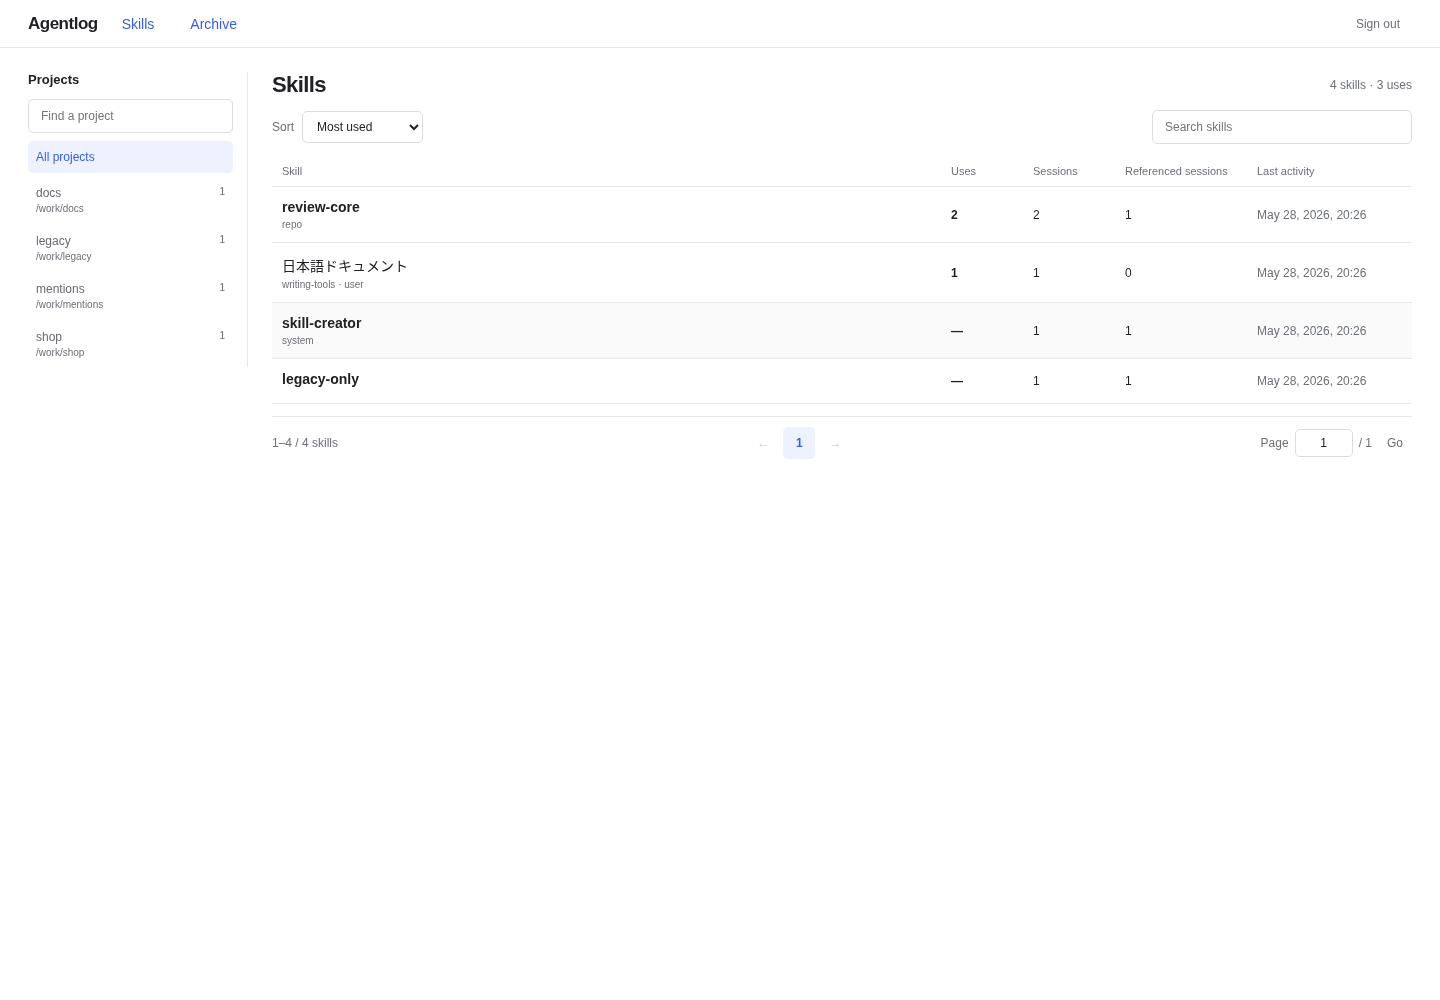 Agentlog Skills Archive Sign out
Projects
Find a project
All projects
docs 1
/work/docs
legacy 1
/work/legacy
mentions 1
/work/mentions
shop 1
/work/shop
Skills 4 skills · 3 uses
Sort Most used Search skills
Skill Uses Sessions Referenced sessions Last activity
review-core 2 2 1 May 28, 2026, 20:26
repo
日本語ドキュメント 1 1 0 May 28, 2026, 20:26
writing-tools · user
skill-creator — 1 1 May 28, 2026, 20:26
system
legacy-only — 1 1 May 28, 2026, 20:26
1–4 / 4 skills ← 1 → Page 1 / 1 Go